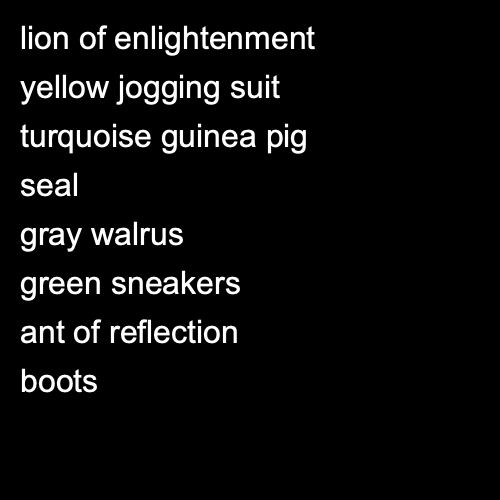 lion of enlightenment
yellow jogging suit
turquoise guinea pig
seal
gray walrus
green sneakers
ant of reflection
boots